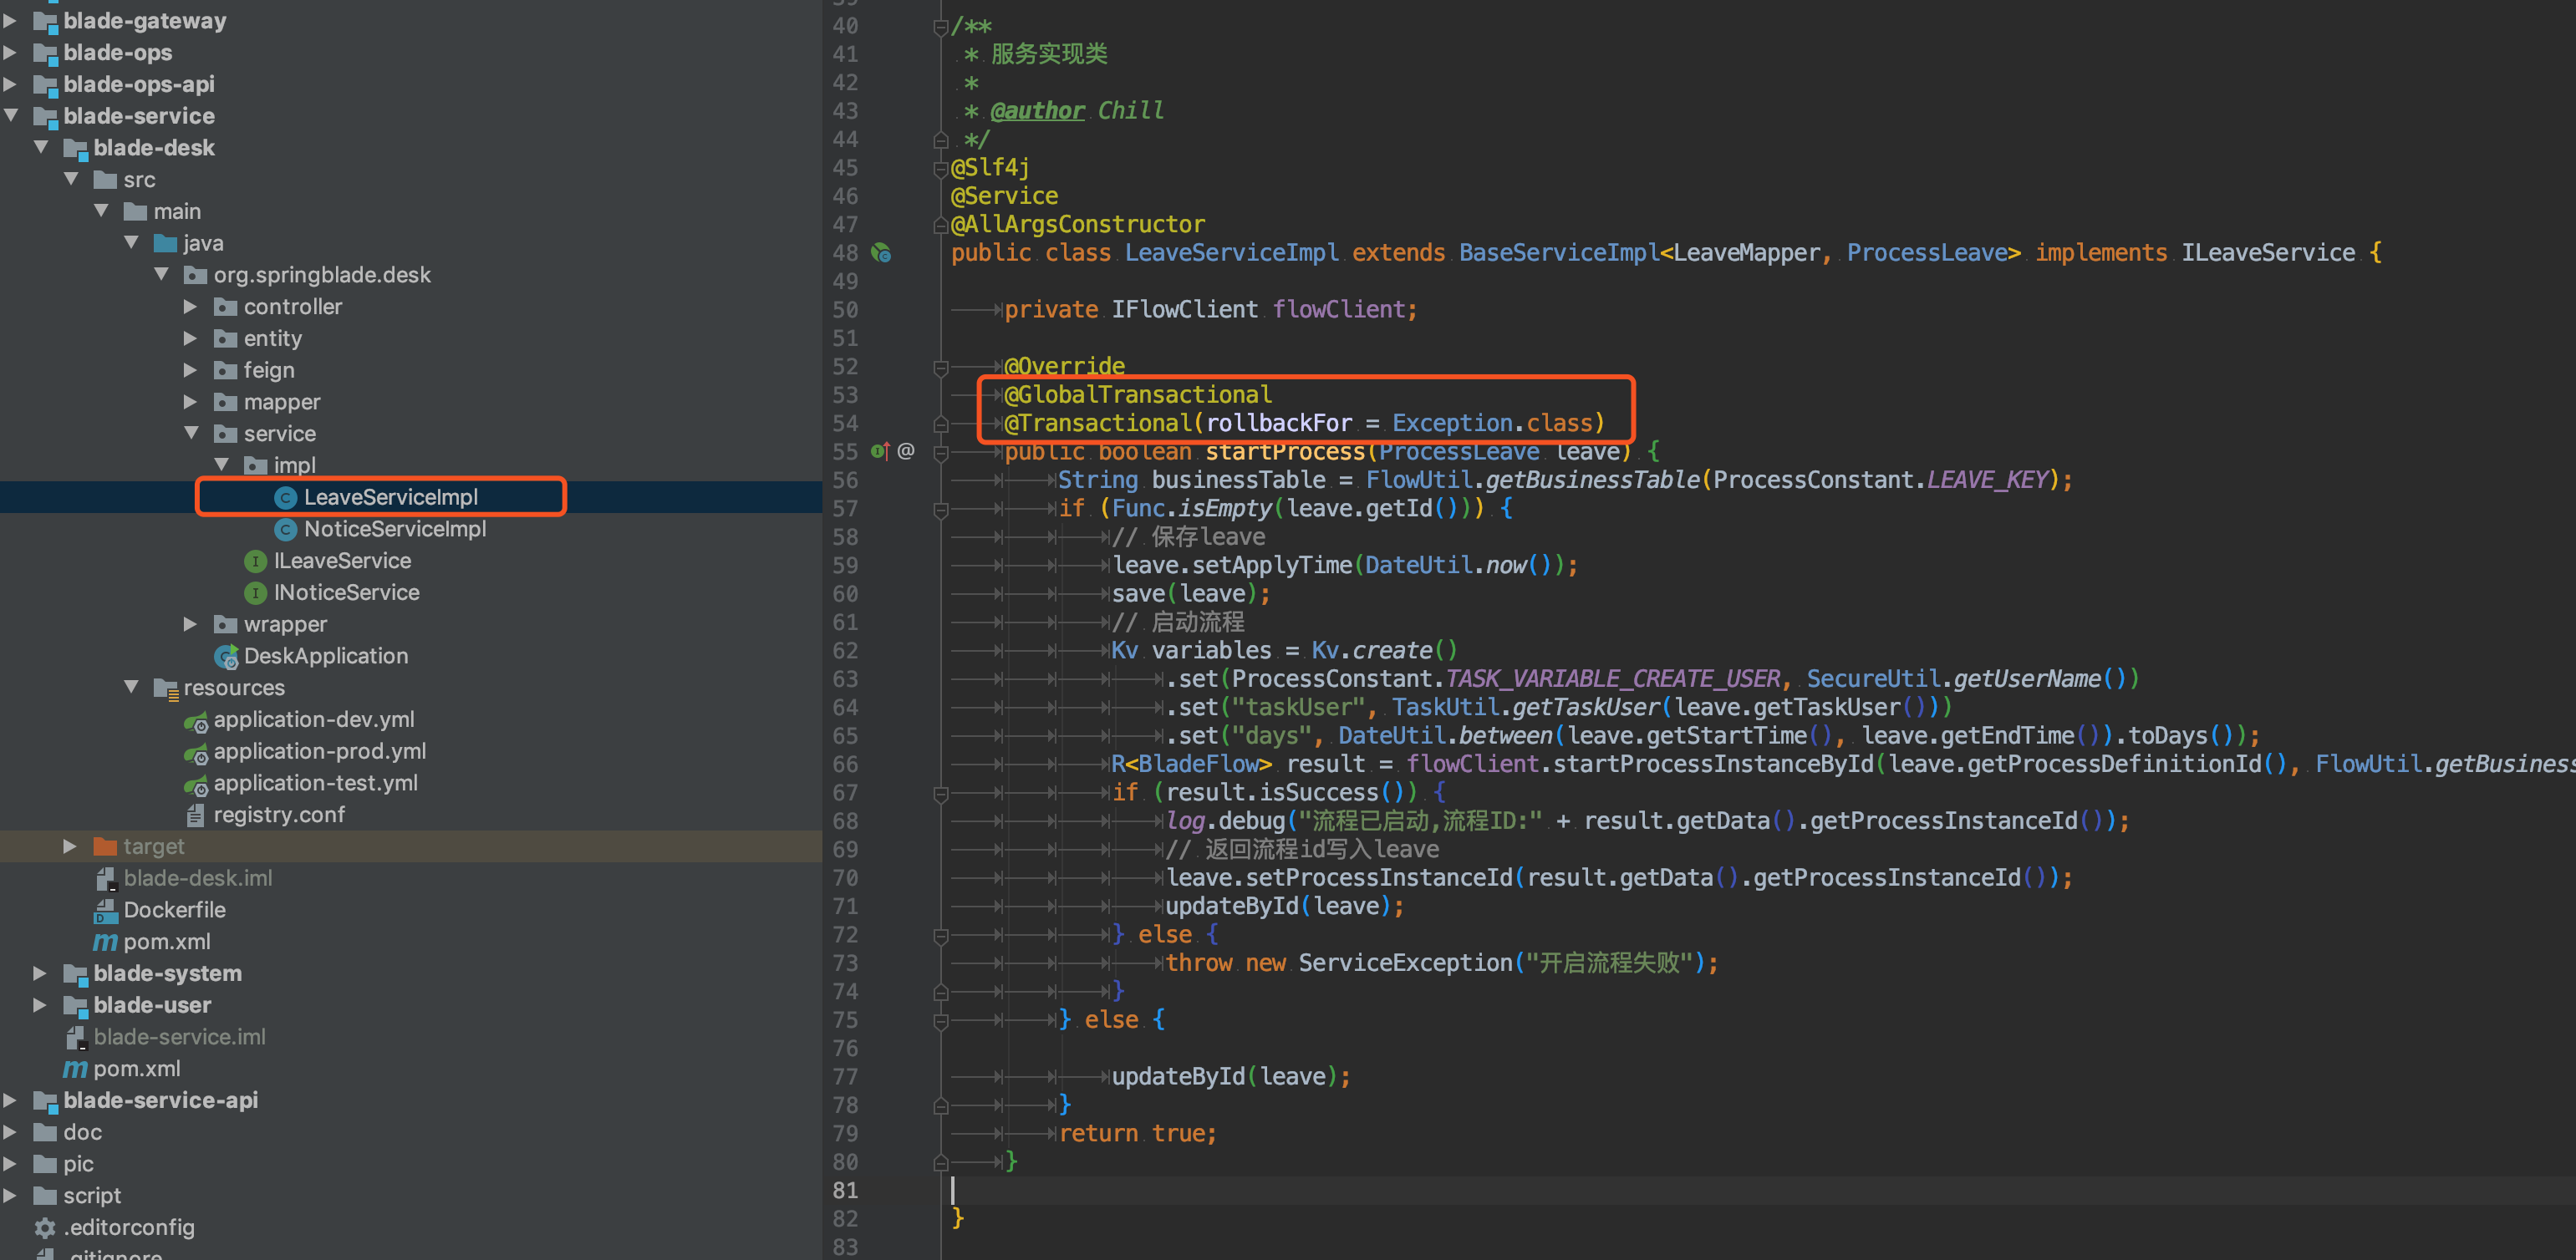 blade-gateway
blade-ops
blade-ops-api
blade-service
blade-desk
src
main
java
org.springblade.desk
controller
entity
feign
mapper
service
impl
LeaveServiceImpl
NoticeServiceImpl
ILeaveService
INoticeService
wrapper
DeskApplication
resources
application-dev.yml
application-prod.yml
application-test.yml
registry.conf
target
blade-desk.iml
Dockerfile
pom.xml
blade-system
blade-user
blade-service.iml
pom.xml
blade-service-api
doc
pic
script
.editorconfig
.gitignore
39
40 /**
41 * 服务实现类
42 *
43 * @author Chill
44 */
45 @Slf4j
46 @Service
47 @AllArgsConstructor
48 public class LeaveServiceImpl extends BaseServiceImpl<LeaveMapper, ProcessLeave> implements ILeaveService {
49
50 private IFlowClient flowClient;
51
52 @Override
53 @GlobalTransactional
54 @Transactional(rollbackFor = Exception.class)
55 @ public boolean startProcess(ProcessLeave leave) {
56 String businessTable = FlowUtil.getBusinessTable(ProcessConstant.LEAVE_KEY);
57 if (Func.isEmpty(leave.getId())) {
58 // 保存leave
59 leave.setApplyTime(DateUtil.now());
60 save(leave);
61 // 启动流程
62 Kv variables = Kv.create()
63 .set(ProcessConstant.TASK_VARIABLE_CREATE_USER, SecureUtil.getUserName())
64 .set("taskUser", TaskUtil.getTaskUser(leave.getTaskUser()))
65 .set("days", DateUtil.between(leave.getStartTime(), leave.getEndTime()).toDays());
66 R<BladeFlow> result = flowClient.startProcessInstanceById(leave.getProcessDefinitionId(), FlowUtil.getBusines
67 if (result.isSuccess()) {
68 log.debug("流程已启动,流程ID:" + result.getData().getProcessInstanceId());
69 // 返回流程id写入leave
70 leave.setProcessInstanceId(result.getData().getProcessInstanceId());
71 updateById(leave);
72 } else {
73 throw new ServiceException("开启流程失败");
74 }
75 } else {
76
77 updateById(leave);
78 }
79 return true;
80 }
81
82 }
83